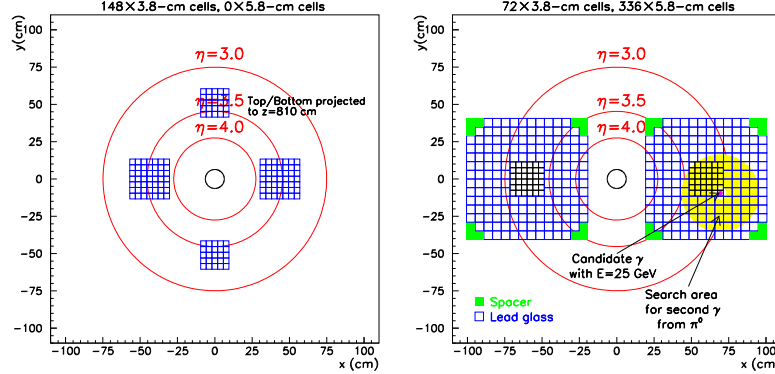 148×3.8−cm cells, 0×5.8−cm cells
y(cm)
100
75
50
25
0
−25
−50
−75
−100
η=3.0
η=3.5
η=4.0
Top/Bottom projected
to z=810 cm
−100 −50 −25 0 25 50 100
x (cm)
72×3.8−cm cells, 336×5.8−cm cells
y(cm)
100
75
50
25
0
−25
−50
−75
−100
η=3.0
η=3.5
η=4.0
Candidate γ
with E=25 GeV
Search area
for second γ
from π⁰
Spacer
Lead glass
−100 −75 −50 −25 0 25 50 75 100
x (cm)